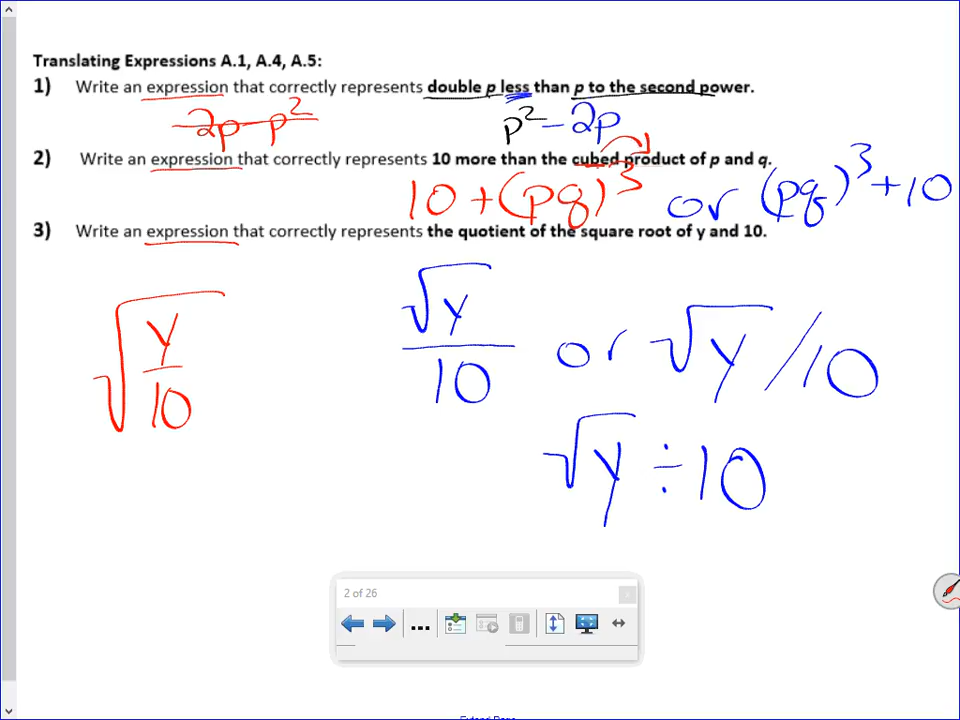 Translating Expressions A.1, A.4, A.5:
1) Write an expression that correctly represents double p less than p to the second power.
2p - p² p² - 2p
2) Write an expression that correctly represents 10 more than the cubed product of p and q.
10 + (pq)³ or (pq)³ + 10
3) Write an expression that correctly represents the quotient of the square root of y and 10.
√(y/10) √y/10 or √y / 10
√y ÷ 10
2 of 26
Extend Page